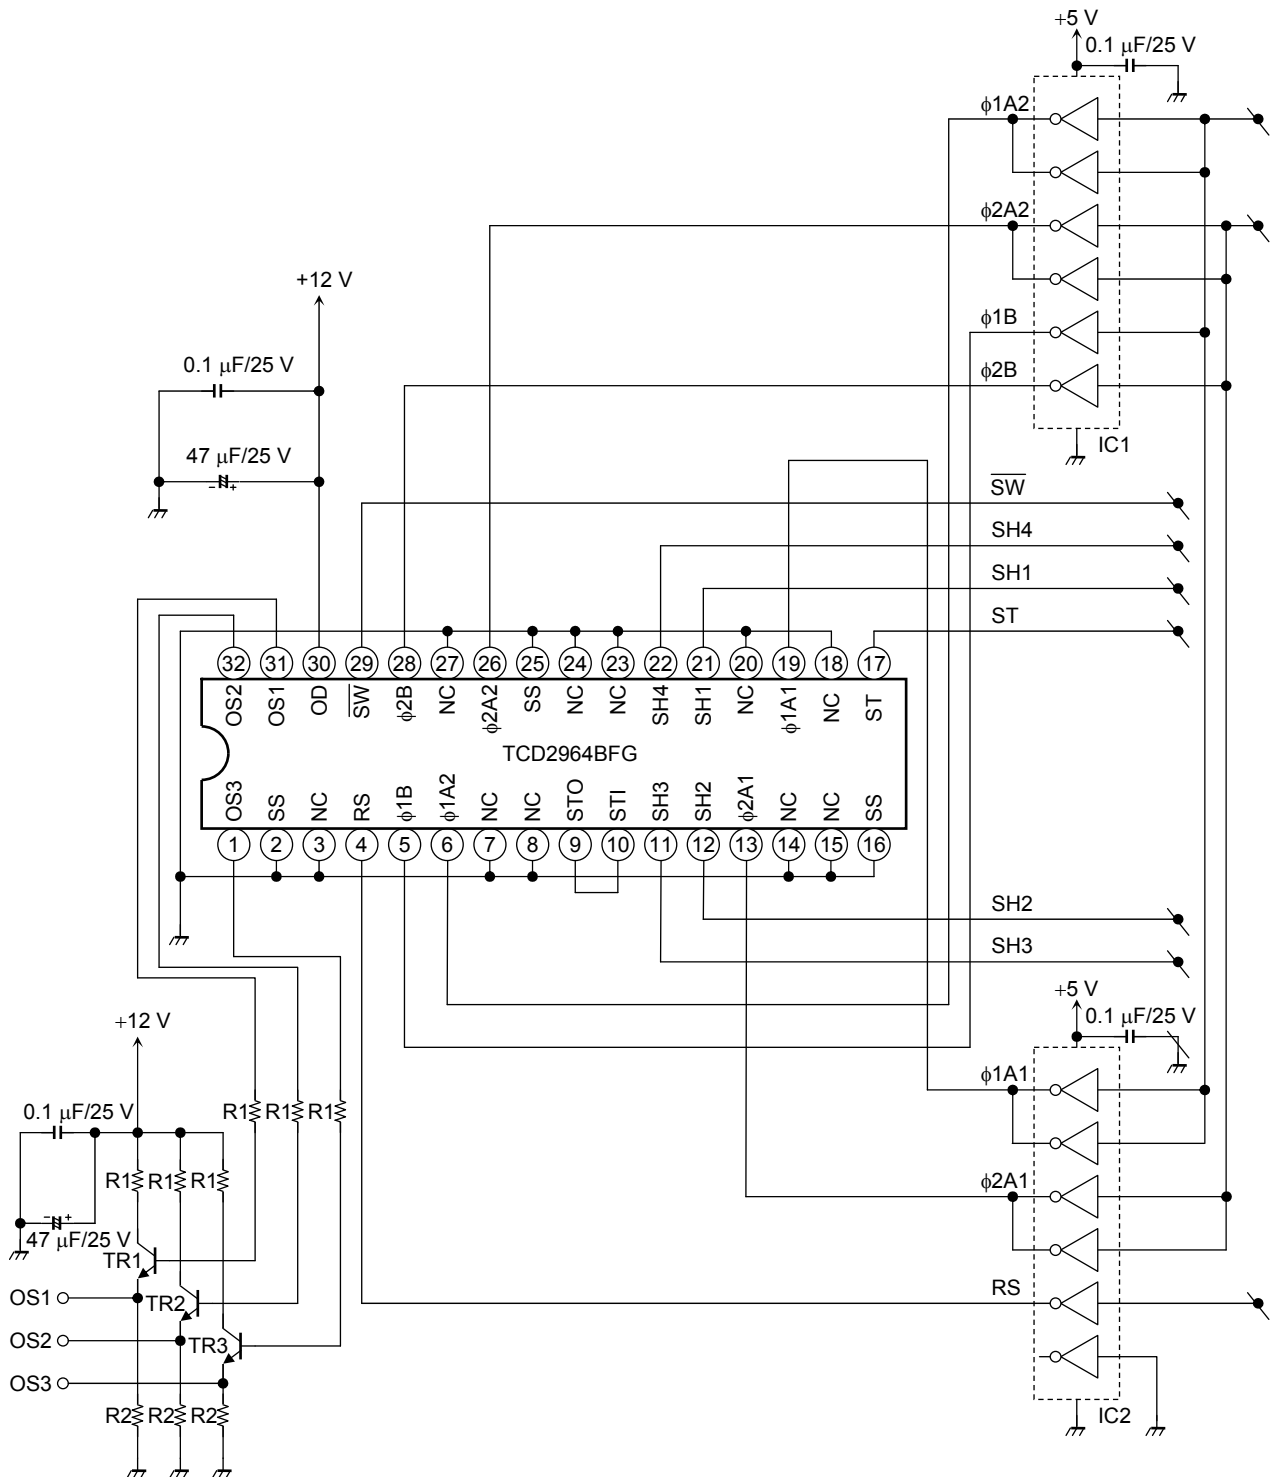 +5 V
0.1 μF/25 V
ϕ1A2
ϕ2A2
ϕ1B
ϕ2B
IC1
+12 V
0.1 μF/25 V
47 μF/25 V
- +
SW
SH4
SH1
ST
32 31 30 29 28 27 26 25 24 23 22 21 20 19 18 17
OS2 OS1 OD SW ϕ2B NC ϕ2A2 SS NC NC SH4 SH1 NC ϕ1A1 NC ST
TCD2964BFG
OS3 SS NC RS ϕ1B ϕ1A2 NC NC STO STI SH3 SH2 ϕ2A1 NC NC SS
1 2 3 4 5 6 7 8 9 10 11 12 13 14 15 16
SH2
SH3
+5 V
0.1 μF/25 V
+12 V
ϕ1A1
0.1 μF/25 V
R1 R1 R1
R1 R1 R1
ϕ2A1
- +
47 μF/25 V
TR1
OS1
TR2
RS
OS2
TR3
OS3
R2 R2 R2
IC2